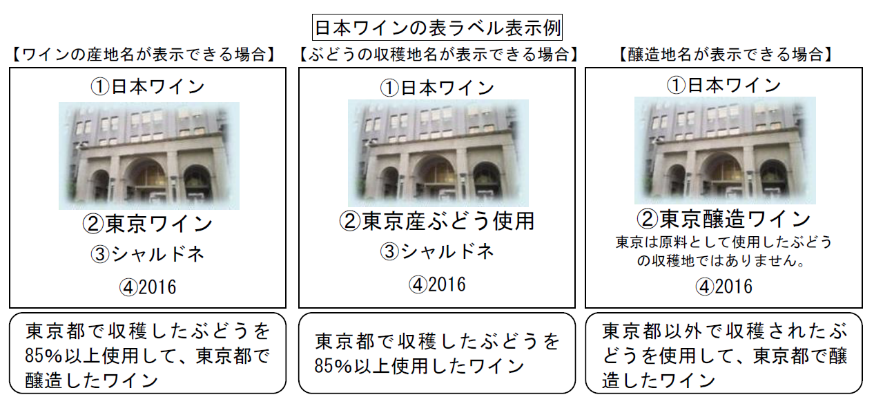 日本ワインの表ラベル表示例
【ワインの産地名が表示できる場合】
①日本ワイン
②東京ワイン
③シャルドネ
④2016
東京都で収穫したぶどうを
85％以上使用して、東京都で
醸造したワイン
【ぶどうの収穫地名が表示できる場合】
①日本ワイン
②東京産ぶどう使用
③シャルドネ
④2016
東京都で収穫したぶどうを
85％以上使用したワイン
【醸造地名が表示できる場合】
①日本ワイン
②東京醸造ワイン
東京は原料として使用したぶどう
の収穫地ではありません。
④2016
東京都以外で収穫されたぶ
どうを使用して、東京都で醸
造したワイン